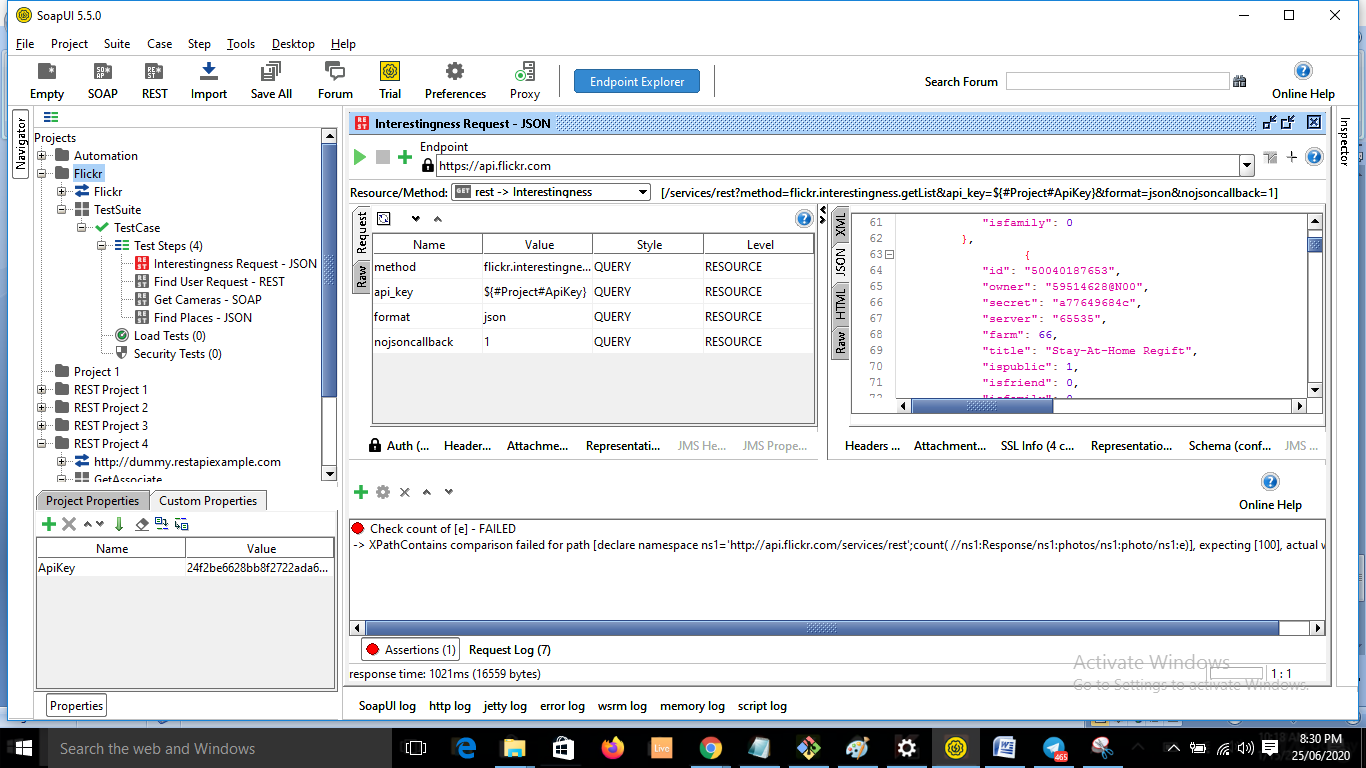 SoapUI 5.5.0
File Project Suite Case Step Tools Desktop Help
Empty SOAP REST Import Save All Forum Trial Preferences Proxy Endpoint Explorer Search Forum Online Help
Navigator
Projects
Automation
Flickr
Flickr
TestSuite
TestCase
Test Steps (4)
Interestingness Request - JSON
Find User Request - REST
Get Cameras - SOAP
Find Places - JSON
Load Tests (0)
Security Tests (0)
Project 1
REST Project 1
REST Project 2
REST Project 3
REST Project 4
http://dummy.restapiexample.com
GetAssociate
Project Properties Custom Properties
Name Value
ApiKey 24f2be6628bb8f2722ada6...
Properties
Interestingness Request - JSON
Inspector
Endpoint
https://api.flickr.com
Resource/Method: GET rest -> Interestingness [/services/rest?method=flickr.interestingness.getList&api_key=${#Project#ApiKey}&format=json&nojsoncallback=1]
Request
Raw
Name Value Style Level
method flickr.interestingne... QUERY RESOURCE
api_key ${#Project#ApiKey} QUERY RESOURCE
format json QUERY RESOURCE
nojsoncallback 1 QUERY RESOURCE
Auth (... Header... Attachme... Representati... JMS He... JMS Prope...
XML
JSON
HTML
Raw
61 "isfamily": 0
62 },
63 {
64 "id": "50040187653",
65 "owner": "59514628@N00",
66 "secret": "a77649684c",
67 "server": "65535",
68 "farm": 66,
69 "title": "Stay-At-Home Regift",
70 "ispublic": 1,
71 "isfriend": 0,
72 "isfamily": 0
Headers ... Attachment... SSL Info (4 c... Representatio... Schema (conf... JMS ...
Online Help
Check count of [e] - FAILED
-> XPathContains comparison failed for path [declare namespace ns1='http://api.flickr.com/services/rest';count( //ns1:Response/ns1:photos/ns1:photo/ns1:e)], expecting [100], actual v
Assertions (1) Request Log (7)
response time: 1021ms (16559 bytes) 1 : 1
Activate Windows
Go to Settings to activate Windows.
SoapUI log http log jetty log error log wsrm log memory log script log
Search the web and Windows
Live
465
8:30 PM
25/06/2020